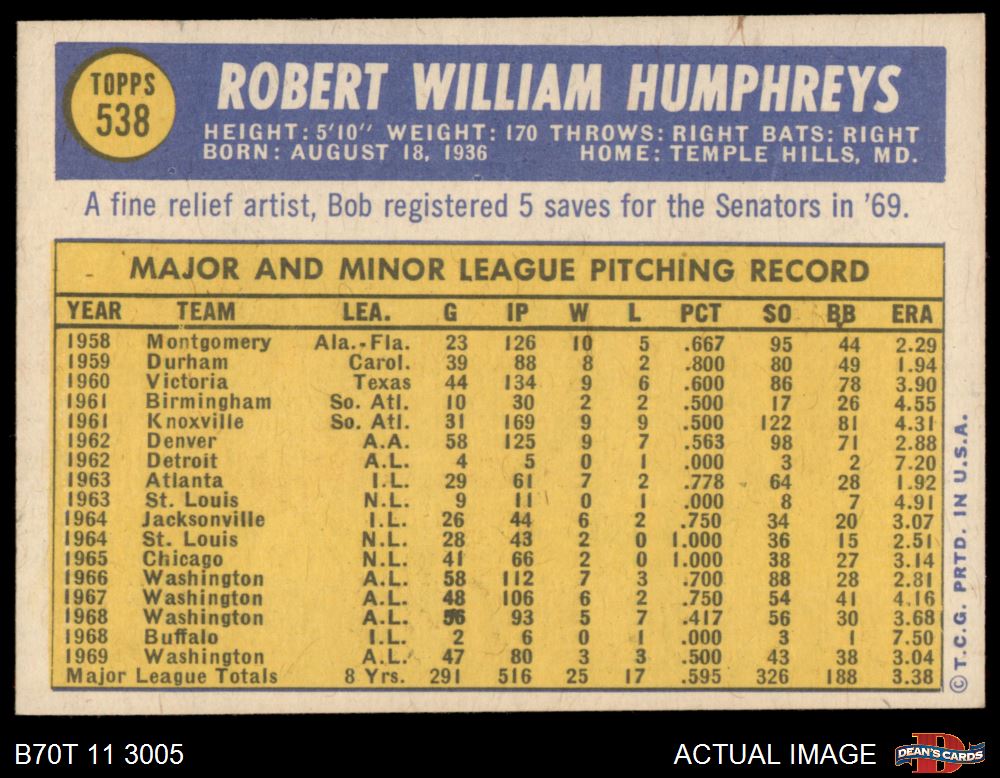 TOPPS
538
ROBERT WILLIAM HUMPHREYS
HEIGHT: 5'10" WEIGHT: 170 THROWS: RIGHT BATS: RIGHT
BORN: AUGUST 18, 1936 HOME: TEMPLE HILLS, MD.
A fine relief artist, Bob registered 5 saves for the Senators in '69.
MAJOR AND MINOR LEAGUE PITCHING RECORD
YEAR TEAM LEA. G IP W L PCT SO BB ERA
1958 Montgomery Ala.-Fla. 23 126 10 5 .667 95 44 2.29
1959 Durham Carol. 39 88 8 2 .800 80 49 1.94
1960 Victoria Texas 44 134 9 6 .600 86 78 3.90
1961 Birmingham So. Atl. 10 30 2 2 .500 17 26 4.55
1961 Knoxville So. Atl. 31 169 9 9 .500 122 81 4.31
1962 Denver A.A. 58 125 9 7 .563 98 71 2.88
1962 Detroit A.L. 4 5 0 1 .000 3 2 7.20
1963 Atlanta I.L. 29 61 7 2 .778 64 28 1.92
1963 St. Louis N.L. 9 11 0 1 .000 8 7 4.91
1964 Jacksonville I.L. 26 44 6 2 .750 34 20 3.07
1964 St. Louis N.L. 28 43 2 0 1.000 36 15 2.51
1965 Chicago N.L. 41 66 2 0 1.000 38 27 3.14
1966 Washington A.L. 58 112 7 3 .700 88 28 2.81
1967 Washington A.L. 48 106 6 2 .750 54 41 4.16
1968 Washington A.L. 56 93 5 7 .417 56 30 3.68
1968 Buffalo I.L. 2 6 0 1 .000 3 1 7.50
1969 Washington A.L. 47 80 3 3 .500 43 38 3.04
Major League Totals 8 Yrs. 291 516 25 17 .595 326 188 3.38
© T.C.G. PRTD. IN U.S.A.
B70T 11 3005 ACTUAL IMAGE
DEAN'S CARDS